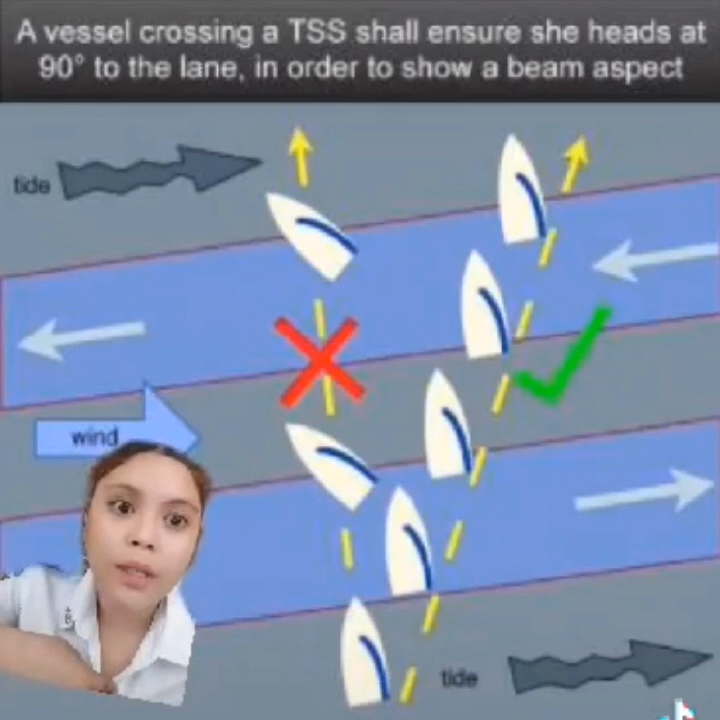 A vessel crossing a TSS shall ensure she heads at
90° to the lane, in order to show a beam aspect
tide
wind
tide